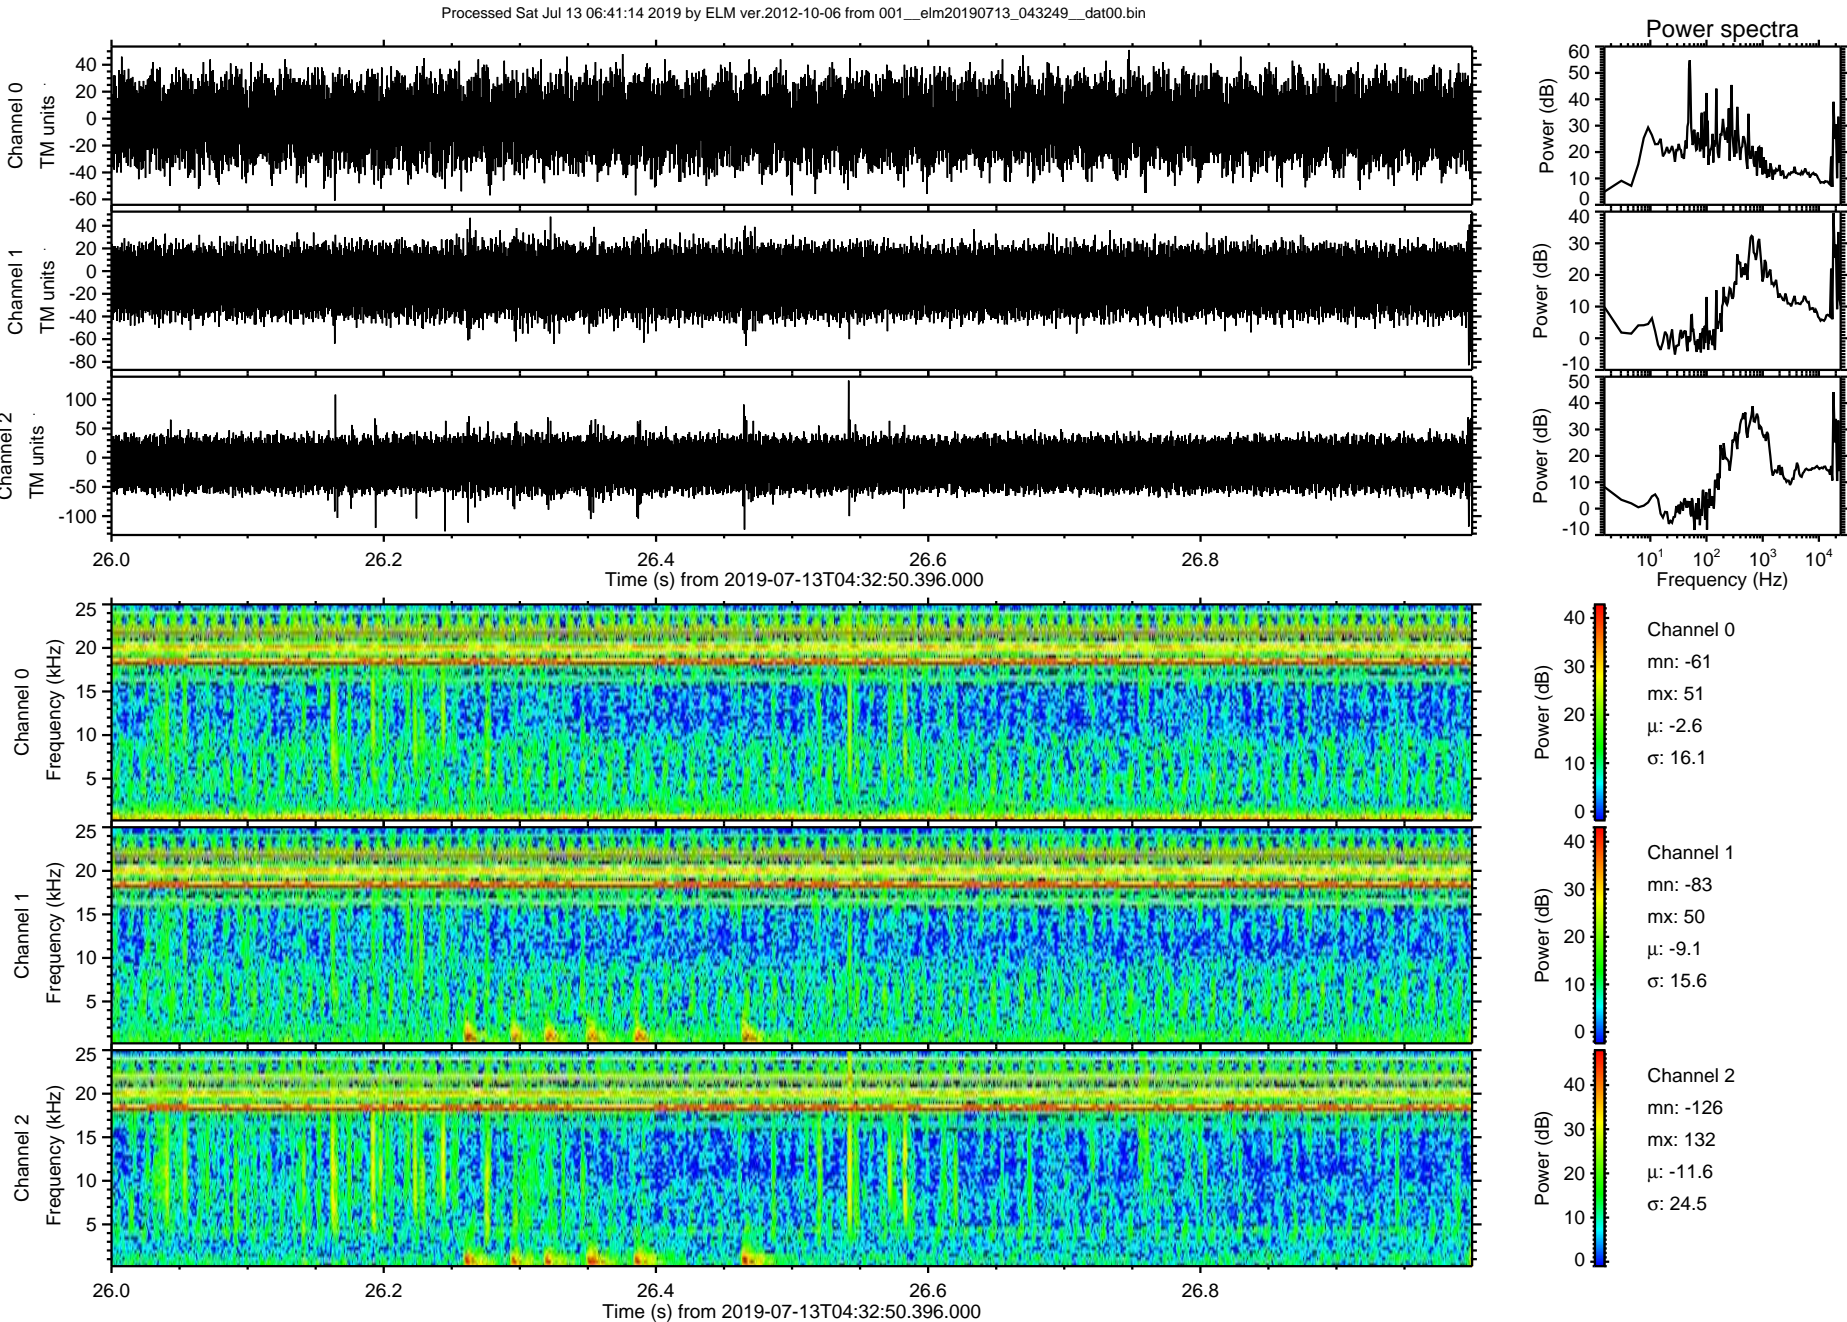 Processed Sat Jul 13 06:41:14 2019 by ELM ver.2012-10-06 from 001__elm20190713_043249__dat00.bin
Power spectra
Channel 0
TM units
40
20
0
-20
-40
-60
Power (dB)
60
50
40
30
20
10
0
Channel 1
TM units
40
20
0
-20
-40
-60
-80
Power (dB)
40
30
20
10
0
-10
Channel 2
TM units
100
50
0
-50
-100
Power (dB)
50
40
30
20
10
0
-10
26.0 26.2 26.4 26.6 26.8
Time (s) from 2019-07-13T04:32:50.396.000
10^1 10^2 10^3 10^4
Frequency (Hz)
Channel 0
Frequency (kHz)
25
20
15
10
5
Power (dB)
40
30
20
10
0
Channel 0
mn: -61
mx: 51
μ: -2.6
σ: 16.1
Channel 1
Frequency (kHz)
25
20
15
10
5
Power (dB)
40
30
20
10
0
Channel 1
mn: -83
mx: 50
μ: -9.1
σ: 15.6
Channel 2
Frequency (kHz)
25
20
15
10
5
Power (dB)
40
30
20
10
0
Channel 2
mn: -126
mx: 132
μ: -11.6
σ: 24.5
26.0 26.2 26.4 26.6 26.8
Time (s) from 2019-07-13T04:32:50.396.000